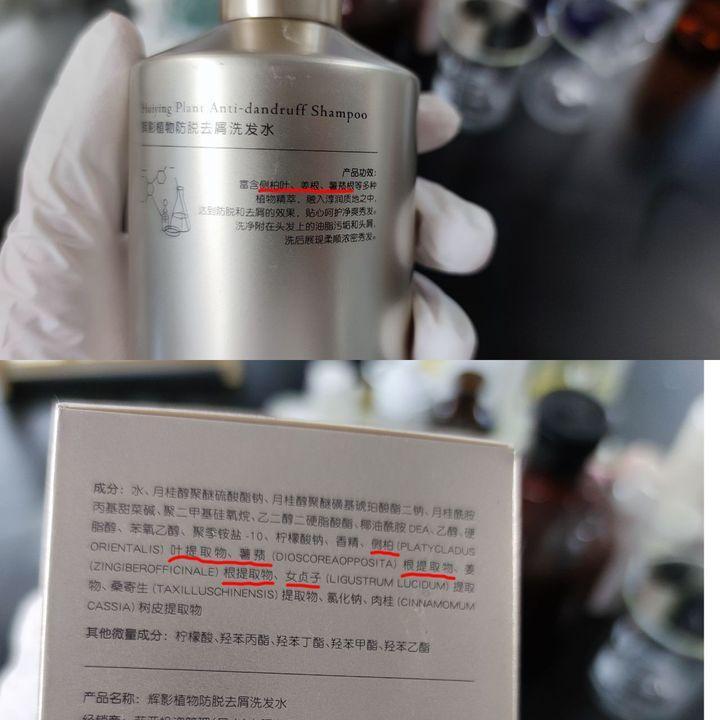 Huiying Plant Anti-dandruff Shampoo
辉影植物防脱去屑洗发水
产品功效:
富含侧柏叶、姜根、薯蓣根等多种
植物精萃，融入淳润质地之中，
达到防脱和去屑的效果，贴心呵护净爽秀发。
洗净附在头发上的油脂污垢和头屑，
洗后展现柔顺浓密秀发。
成分：水、月桂醇聚醚硫酸酯钠、月桂醇聚醚磺基琥珀酸酯二钠、月桂酰胺
丙基甜菜碱、聚二甲基硅氧烷、乙二醇二硬脂酸酯、椰油酰胺 DEA、乙醇、硬
脂醇、苯氧乙醇、聚季铵盐 -10、柠檬酸钠、香精、侧柏 (PLATYCLADUS
ORIENTALIS) 叶提取物、薯蓣 (DIOSCOREAOPPOSITA) 根提取物、姜
(ZINGIBEROFFICINALE) 根提取物、女贞子 (LIGUSTRUM LUCIDUM) 提取
物、桑寄生 (TAXILLUSCHINENSIS) 提取物、氯化钠、肉桂 (CINNAMOMUM
CASSIA) 树皮提取物
其他微量成分：柠檬酸、羟苯丙酯、羟苯丁酯、羟苯甲酯、羟苯乙酯
产品名称：辉影植物防脱去屑洗发水